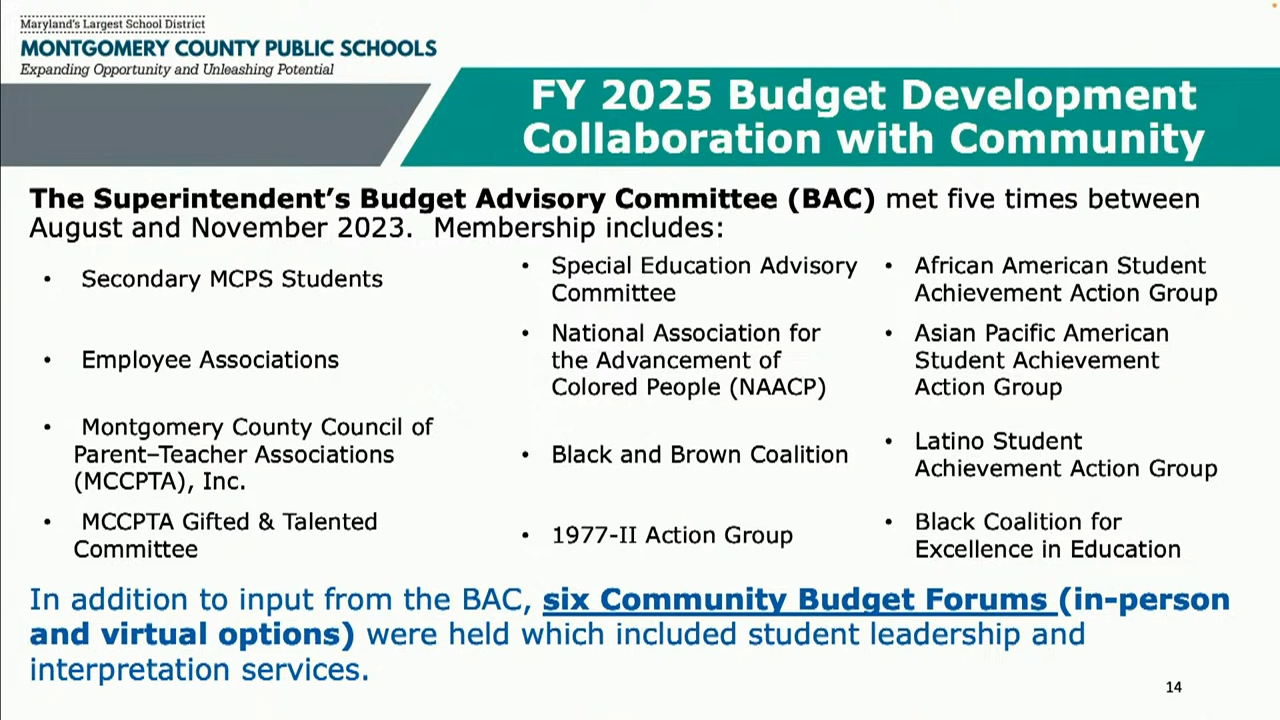 Maryland's Largest School District
MONTGOMERY COUNTY PUBLIC SCHOOLS
Expanding Opportunity and Unleashing Potential
FY 2025 Budget Development
Collaboration with Community
The Superintendent's Budget Advisory Committee (BAC) met five times between
August and November 2023.  Membership includes:
• Secondary MCPS Students
• Employee Associations
• Montgomery County Council of
Parent–Teacher Associations
(MCCPTA), Inc.
• MCCPTA Gifted & Talented
Committee
• Special Education Advisory
Committee
• National Association for
the Advancement of
Colored People (NAACP)
• Black and Brown Coalition
• 1977-II Action Group
• African American Student
Achievement Action Group
• Asian Pacific American
Student Achievement
Action Group
• Latino Student
Achievement Action Group
• Black Coalition for
Excellence in Education
In addition to input from the BAC, six Community Budget Forums (in-person
and virtual options) were held which included student leadership and
interpretation services.
14